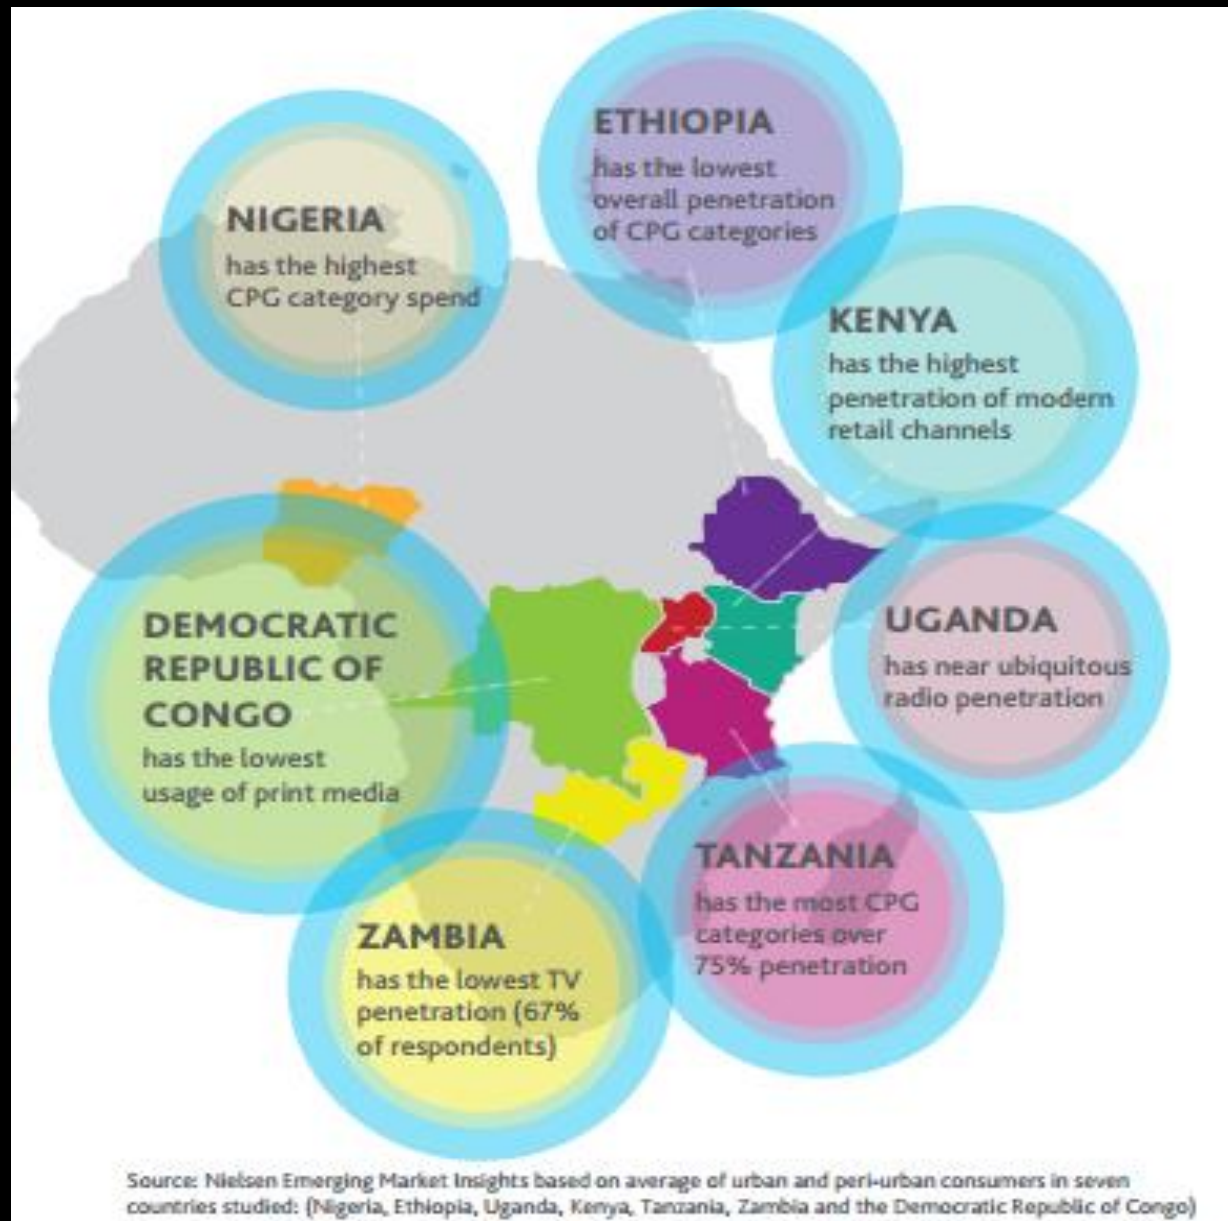 NIGERIA
has the highest
CPG category spend
ETHIOPIA
has the lowest
overall penetration
of CPG categories
KENYA
has the highest
penetration of modern
retail channels
DEMOCRATIC
REPUBLIC OF
CONGO
has the lowest
usage of print media
UGANDA
has near ubiquitous
radio penetration
ZAMBIA
has the lowest TV
penetration (67%
of respondents)
TANZANIA
has the most CPG
categories over
75% penetration
Source: Nielsen Emerging Market Insights based on average of urban and peri-urban consumers in seven
countries studied: (Nigeria, Ethiopia, Uganda, Kenya, Tanzania, Zambia and the Democratic Republic of Congo)